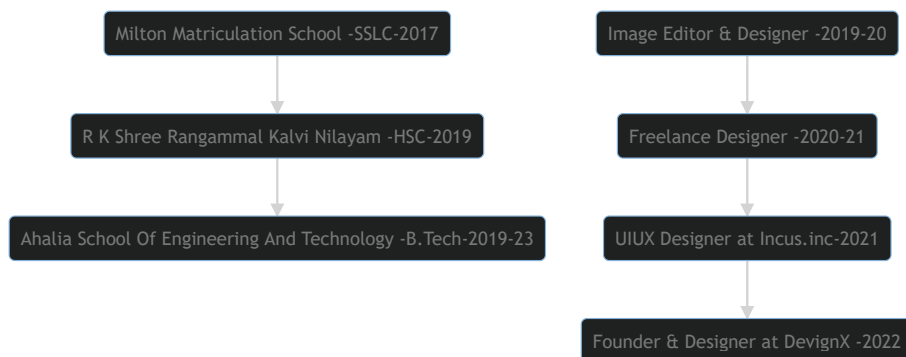 Milton Matriculation School -SSLC-2017
R K Shree Rangammal Kalvi Nilayam -HSC-2019
Ahalia School Of Engineering And Technology -B.Tech-2019-23
Image Editor & Designer -2019-20
Freelance Designer -2020-21
UIUX Designer at Incus.inc-2021
Founder & Designer at DevignX -2022